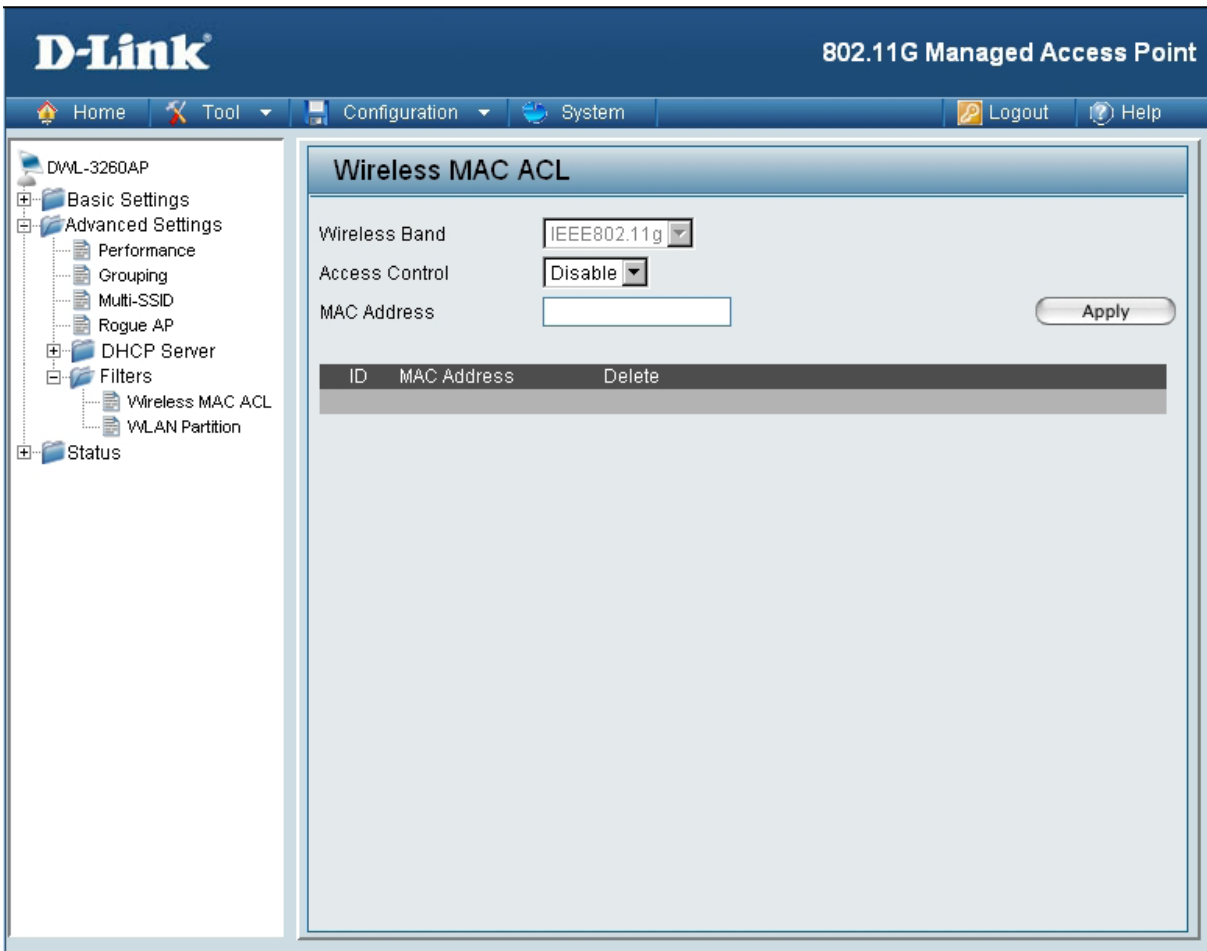 D-Link
802.11G Managed Access Point
Home Tool Configuration System Logout Help
DWL-3260AP
Basic Settings
Advanced Settings
Performance
Grouping
Multi-SSID
Rogue AP
DHCP Server
Filters
Wireless MAC ACL
WLAN Partition
Status
Wireless MAC ACL
Wireless Band IEEE802.11g
Access Control Disable
MAC Address Apply
ID MAC Address Delete